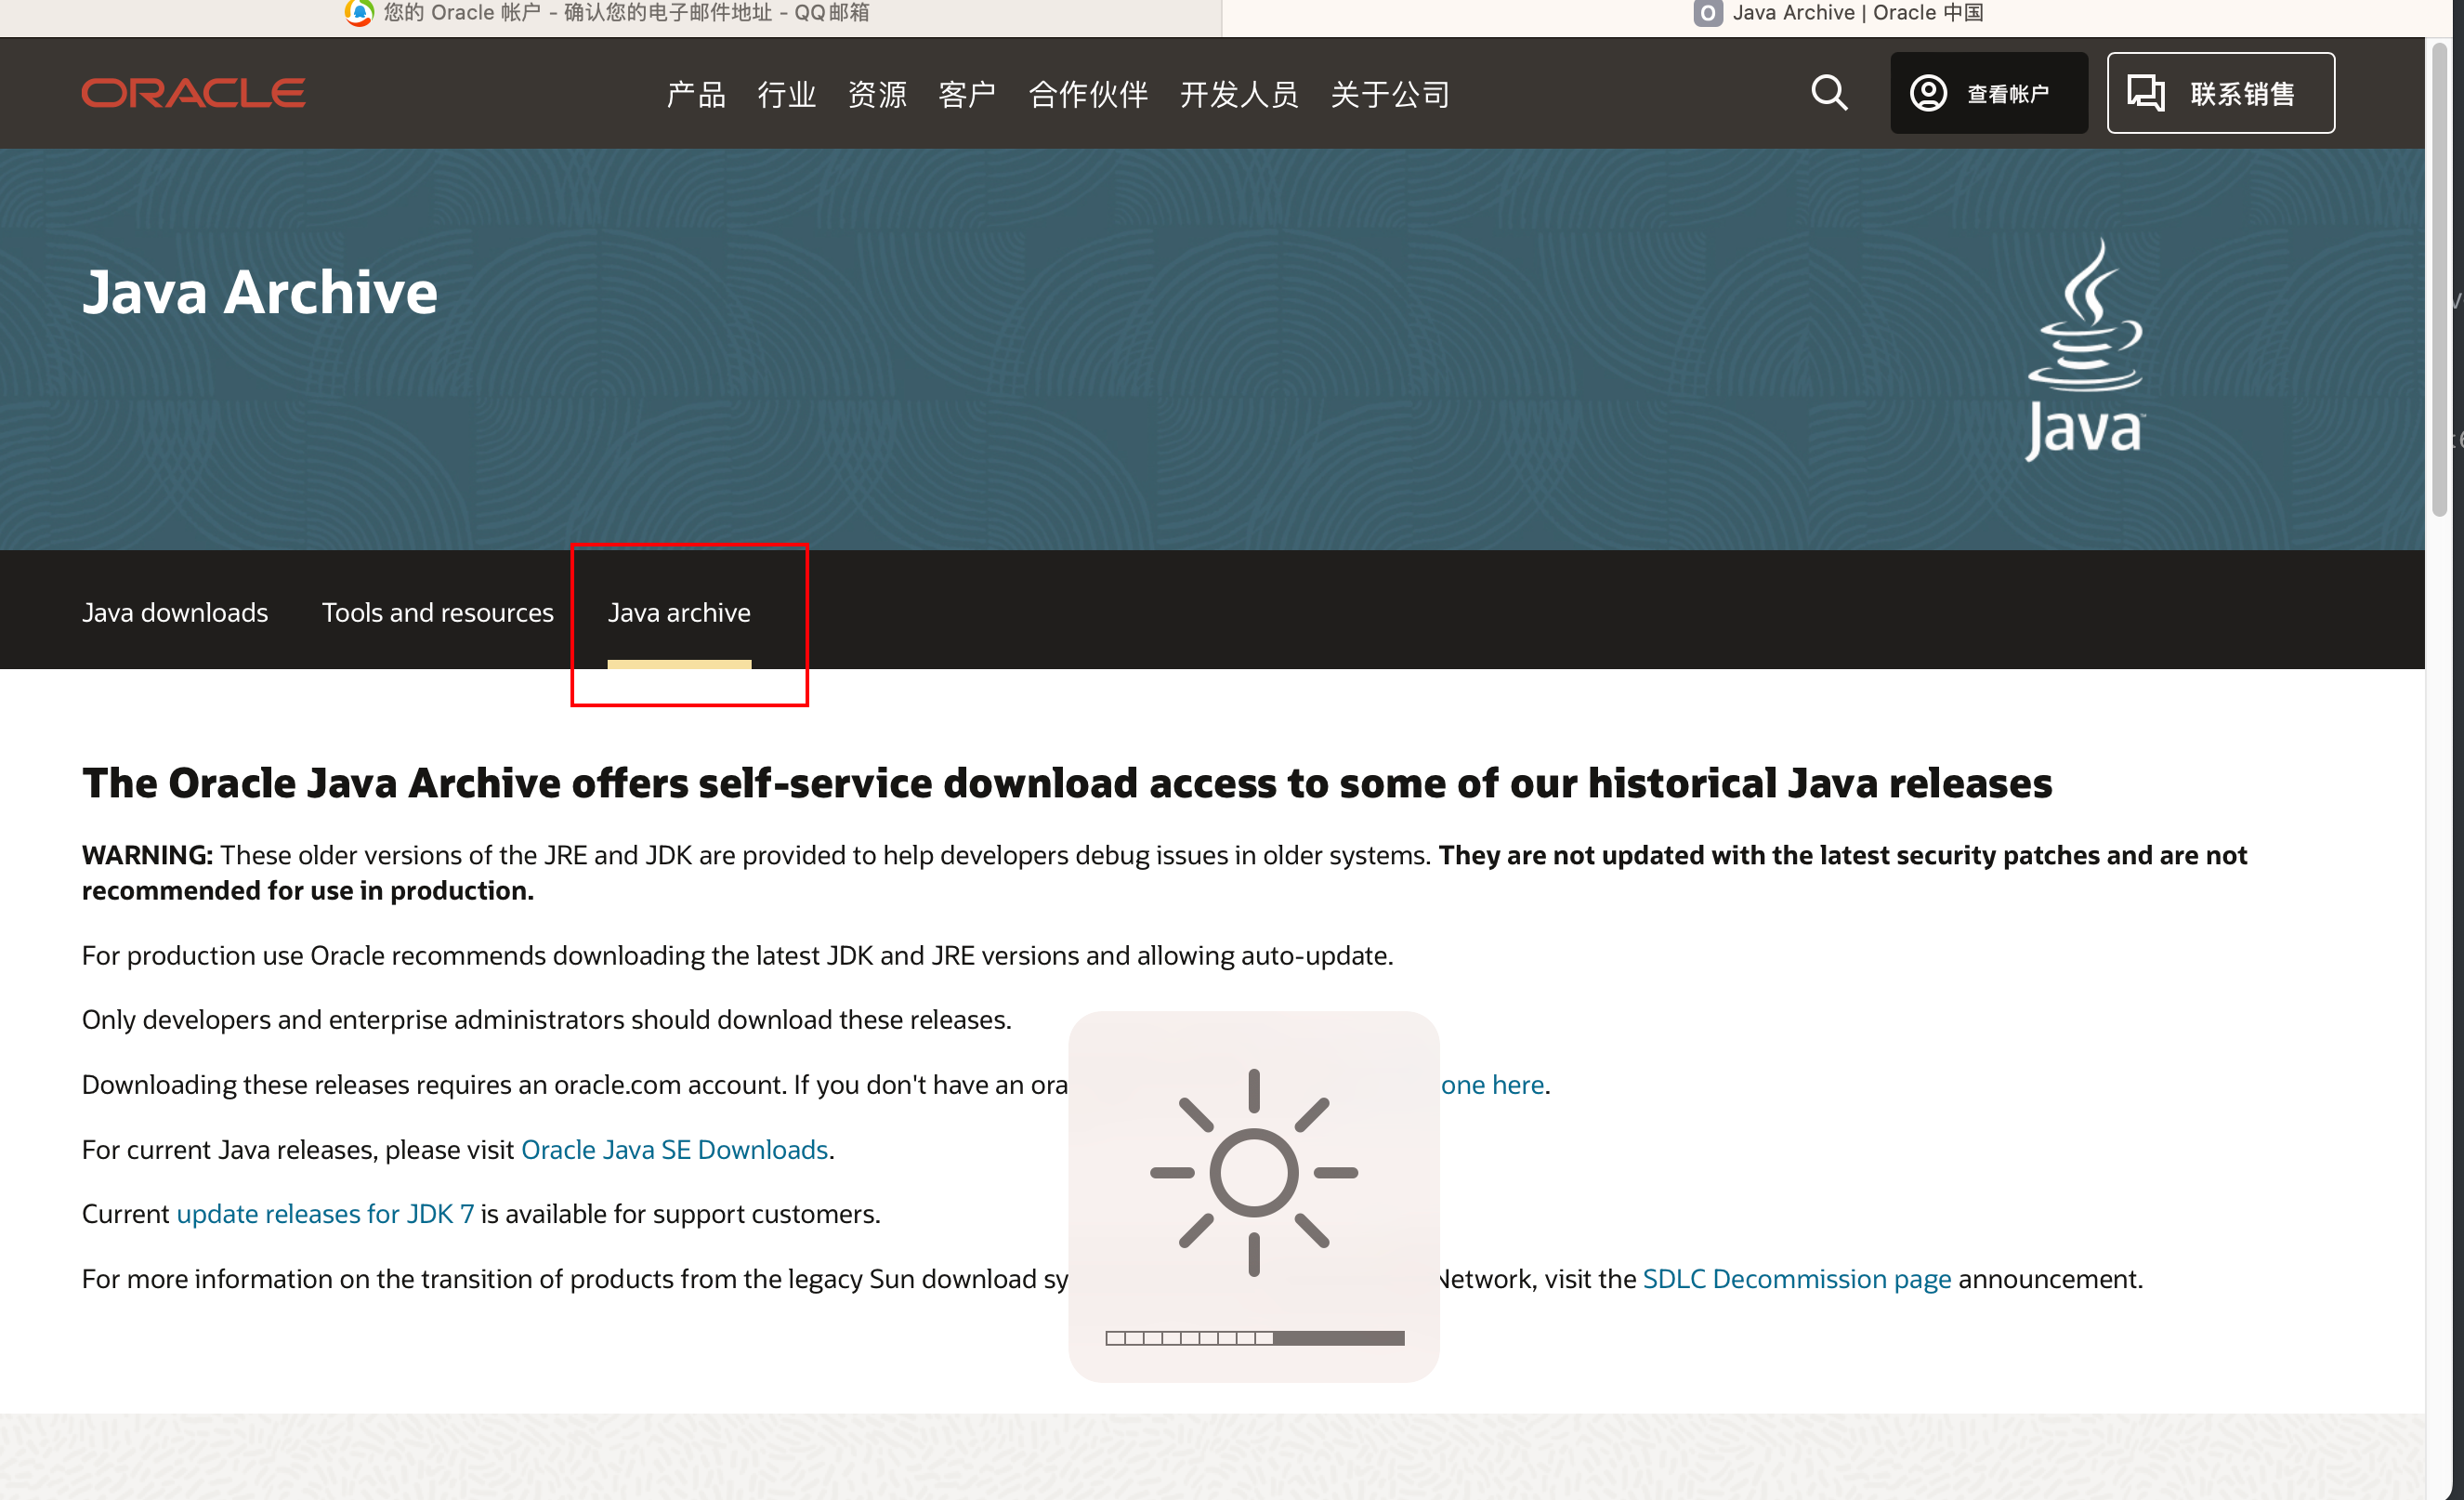 您的 Oracle 帐户 - 确认您的电子邮件地址 - QQ邮箱
O Java Archive | Oracle 中国
ORACLE 产品 行业 资源 客户 合作伙伴 开发人员 关于公司 查看帐户 联系销售
Java Archive
Java
Java downloads Tools and resources Java archive
The Oracle Java Archive offers self-service download access to some of our historical Java releases
WARNING: These older versions of the JRE and JDK are provided to help developers debug issues in older systems. They are not updated with the latest security patches and are not
recommended for use in production.
For production use Oracle recommends downloading the latest JDK and JRE versions and allowing auto-update.
Only developers and enterprise administrators should download these releases.
Downloading these releases requires an oracle.com account. If you don't have an ora one here.
For current Java releases, please visit Oracle Java SE Downloads.
Current update releases for JDK 7 is available for support customers.
For more information on the transition of products from the legacy Sun download sy Network, visit the SDLC Decommission page announcement.